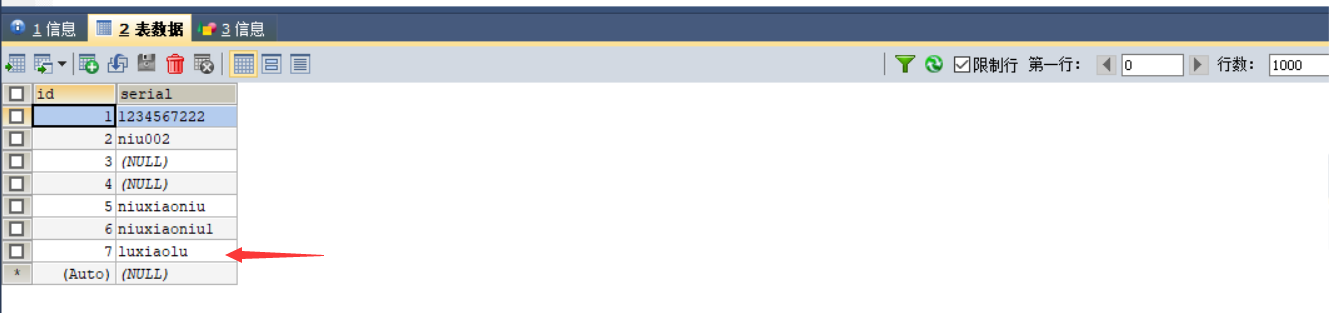 1 信息 2 表数据 3 信息
限制行 第一行: 0 行数: 1000
id serial
1 1234567222
2 niu002
3 (NULL)
4 (NULL)
5 niuxiaoniu
6 niuxiaoniu1
7 luxiaolu
* (Auto) (NULL)